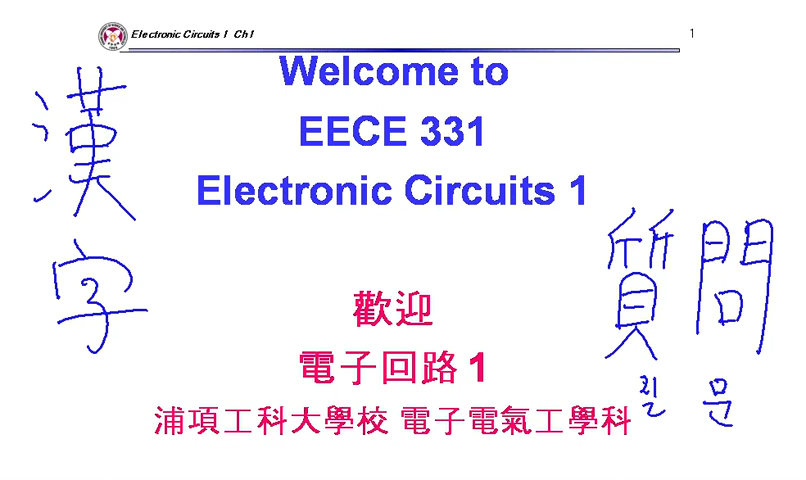 Electronic Circuits 1 Ch1
1
Welcome to
EECE 331
Electronic Circuits 1
漢字
歡迎
電子回路 1
浦項工科大學校 電子電氣工學科
質問
질문